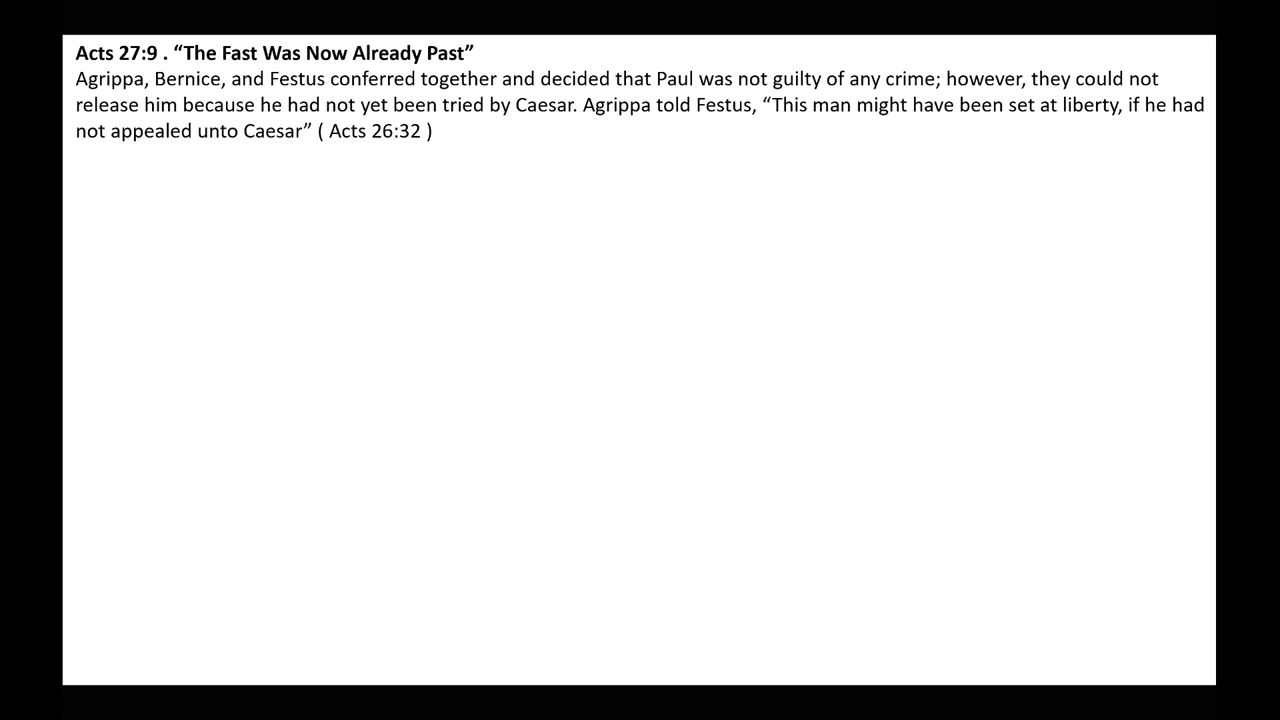 Acts 27:9 . “The Fast Was Now Already Past”
Agrippa, Bernice, and Festus conferred together and decided that Paul was not guilty of any crime; however, they could not
release him because he had not yet been tried by Caesar. Agrippa told Festus, “This man might have been set at liberty, if he had
not appealed unto Caesar” ( Acts 26:32 )